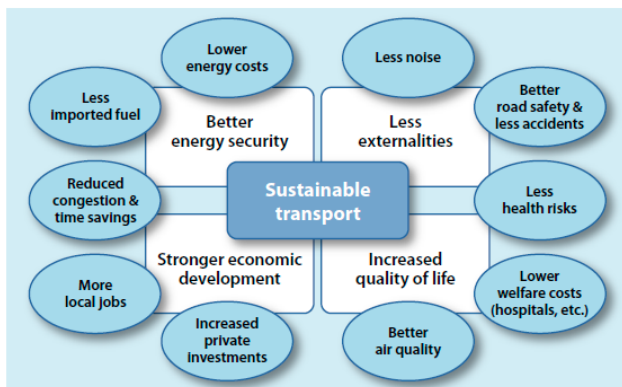 Lower
energy costs
Less noise
Less
imported fuel
Better
energy security
Less
externalities
Better
road safety &
less accidents
Reduced
congestion &
time savings
Sustainable
transport
Less
health risks
Stronger economic
development
Increased
quality of life
More
local jobs
Lower
welfare costs
(hospitals, etc.)
Increased
private
investments
Better
air quality